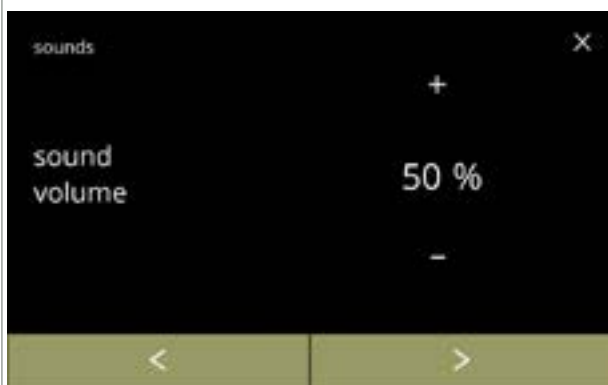 sounds
×
+
sound
volume
50 %
–
< >